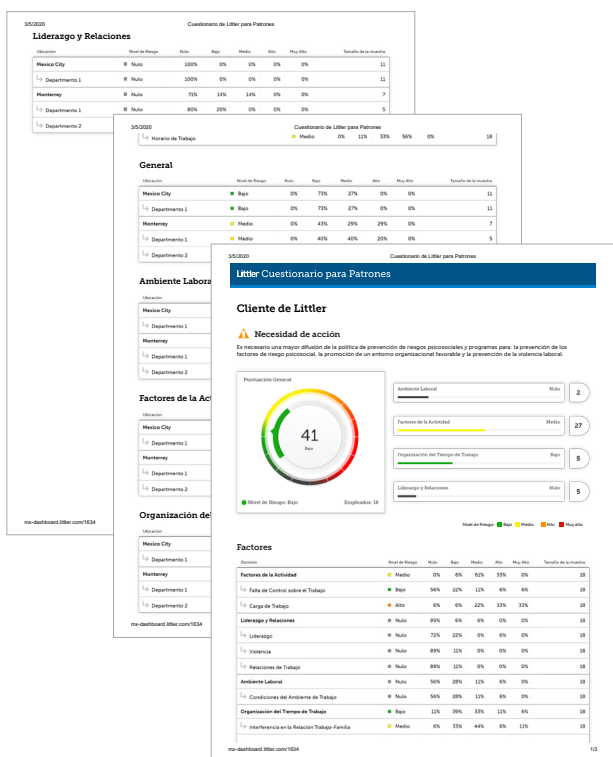 3/5/2020 Cuestionario de Littler para Patrones
Liderazgo y Relaciones
Ubicación Nivel de Riesgo Nulo Bajo Medio Alto Muy Alto Tamaño de la muestra
Mexico City Nulo 100% 0% 0% 0% 0% 11
Departmento 1 Nulo 100% 0% 0% 0% 0% 11
Monterrey Nulo 71% 14% 14% 0% 0% 7
Departmento 1 Nulo 80% 20% 0% 0% 0% 5
Departmento 2
mx-dashboard.littler.com/1634
3/5/2020 Cuestionario de Littler para Patrones
Horario de Trabajo Medio 0% 11% 33% 56% 0% 18
General
Ubicación Nivel de Riesgo Nulo Bajo Medio Alto Muy Alto Tamaño de la muestra
Mexico City Bajo 0% 73% 27% 0% 0% 11
Departmento 1 Bajo 0% 73% 27% 0% 0% 11
Monterrey Medio 0% 43% 29% 29% 0% 7
Departmento 1 Medio 0% 40% 40% 20% 0% 5
Departmento 2
Ambiente Labora
Ubicación
Mexico City
Departmento 1
Monterrey
Departmento 1
Departmento 2
Factores de la Act
Ubicación
Mexico City
Departmento 1
Monterrey
Departmento 1
Departmento 2
Organización del
Ubicación
Mexico City
Departmento 1
Monterrey
Departmento 1
Departmento 2
mx-dashboard.littler.com/1634
3/5/2020 Cuestionario de Littler para Patrones
Littler Cuestionario para Patrones
Cliente de Littler
Necesidad de acción
Es necesario una mayor difusión de la política de prevención de riesgos psicosociales y programas para: la prevención de los
factores de riesgo psicosocial, la promoción de un entorno organizacional favorable y la prevención de la violencia laboral.
Puntuación General
41
Bajo
Nivel de Riesgo: Bajo Empleados: 18
Ambiente Laboral Nulo 2
Factores de la Actividad Medio 27
Organización del Tiempo de Trabajo Bajo 5
Liderazgo y Relaciones Nulo 5
Nivel de Riesgo: Bajo Medio Alto Muy alto
Factores
Dominio Nivel de Riesgo Nulo Bajo Medio Alto Muy Alto Tamaño de la muestra
Factores de la Actividad Medio 0% 6% 61% 33% 0% 18
Falta de Control sobre el Trabajo Bajo 56% 22% 11% 6% 6% 18
Carga de Trabajo Alto 6% 6% 22% 33% 33% 18
Liderazgo y Relaciones Nulo 89% 6% 6% 0% 0% 18
Liderazgo Nulo 72% 22% 0% 6% 0% 18
Violencia Nulo 89% 11% 0% 0% 0% 18
Relaciones de Trabajo Nulo 89% 11% 0% 0% 0% 18
Ambiente Laboral Nulo 56% 28% 11% 6% 0% 18
Condiciones del Ambiente de Trabajo Nulo 56% 28% 11% 6% 0% 18
Organización del Tiempo de Trabajo Bajo 11% 39% 33% 11% 6% 18
Interferencia en la Relación Trabajo-Familia Medio 6% 33% 44% 6% 11% 18
mx-dashboard.littler.com/1634 1/3